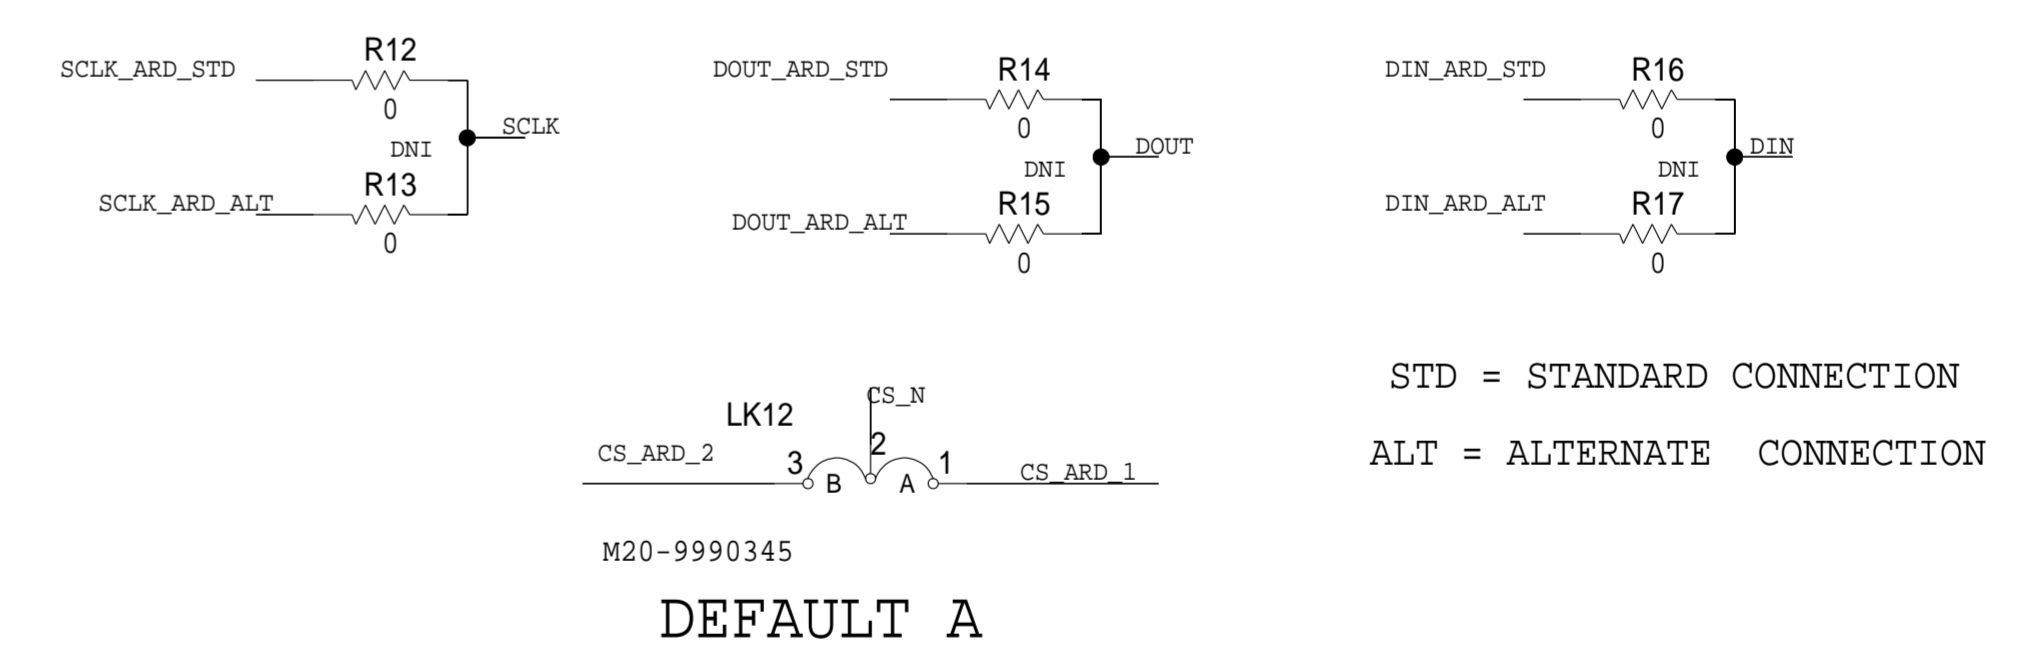 R12
SCLK_ARD_STD
0
SCLK
DNI
R13
SCLK_ARD_ALT
0
R14
DOUT_ARD_STD
0
DOUT
DNI
R15
DOUT_ARD_ALT
0
R16
DIN_ARD_STD
0
DIN
DNI
R17
DIN_ARD_ALT
0
STD = STANDARD CONNECTION
ALT = ALTERNATE CONNECTION
CS_N
LK12
CS_ARD_2
3
2
1
B
A
CS_ARD_1
M20-9990345
DEFAULT A